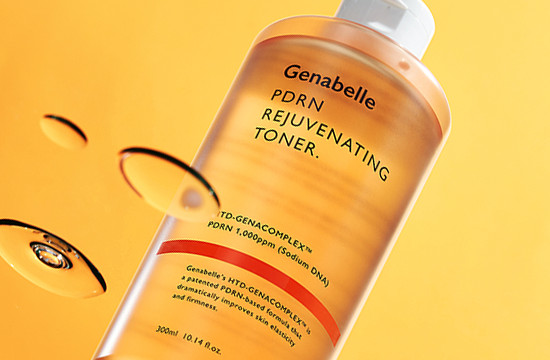 Genabelle
PDRN
REJUVENATING
TONER.
HTD-GENACOMPLEX™
PDRN 1,000ppm (Sodium DNA)
Genabelle's HTD-GENACOMPLEX™ is
a patented PDRN-based formula that
dramatically improves skin elasticity
and firmness.
300ml 10.14 fl.oz.